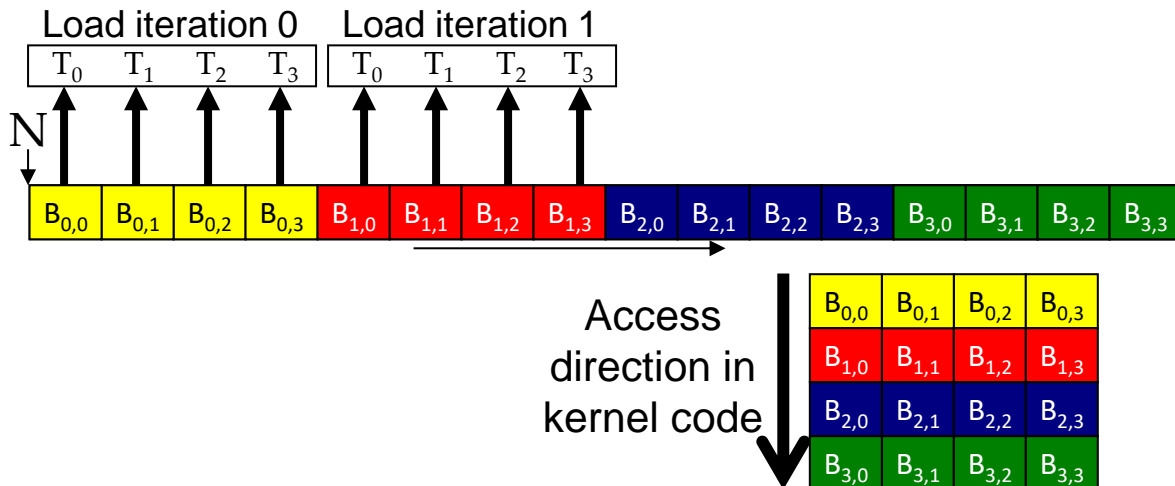 Load iteration 0 Load iteration 1
T0 T1 T2 T3 T0 T1 T2 T3
N
B0,0 B0,1 B0,2 B0,3 B1,0 B1,1 B1,2 B1,3 B2,0 B2,1 B2,2 B2,3 B3,0 B3,1 B3,2 B3,3
Access
direction in
kernel code
B0,0 B0,1 B0,2 B0,3
B1,0 B1,1 B1,2 B1,3
B2,0 B2,1 B2,2 B2,3
B3,0 B3,1 B3,2 B3,3